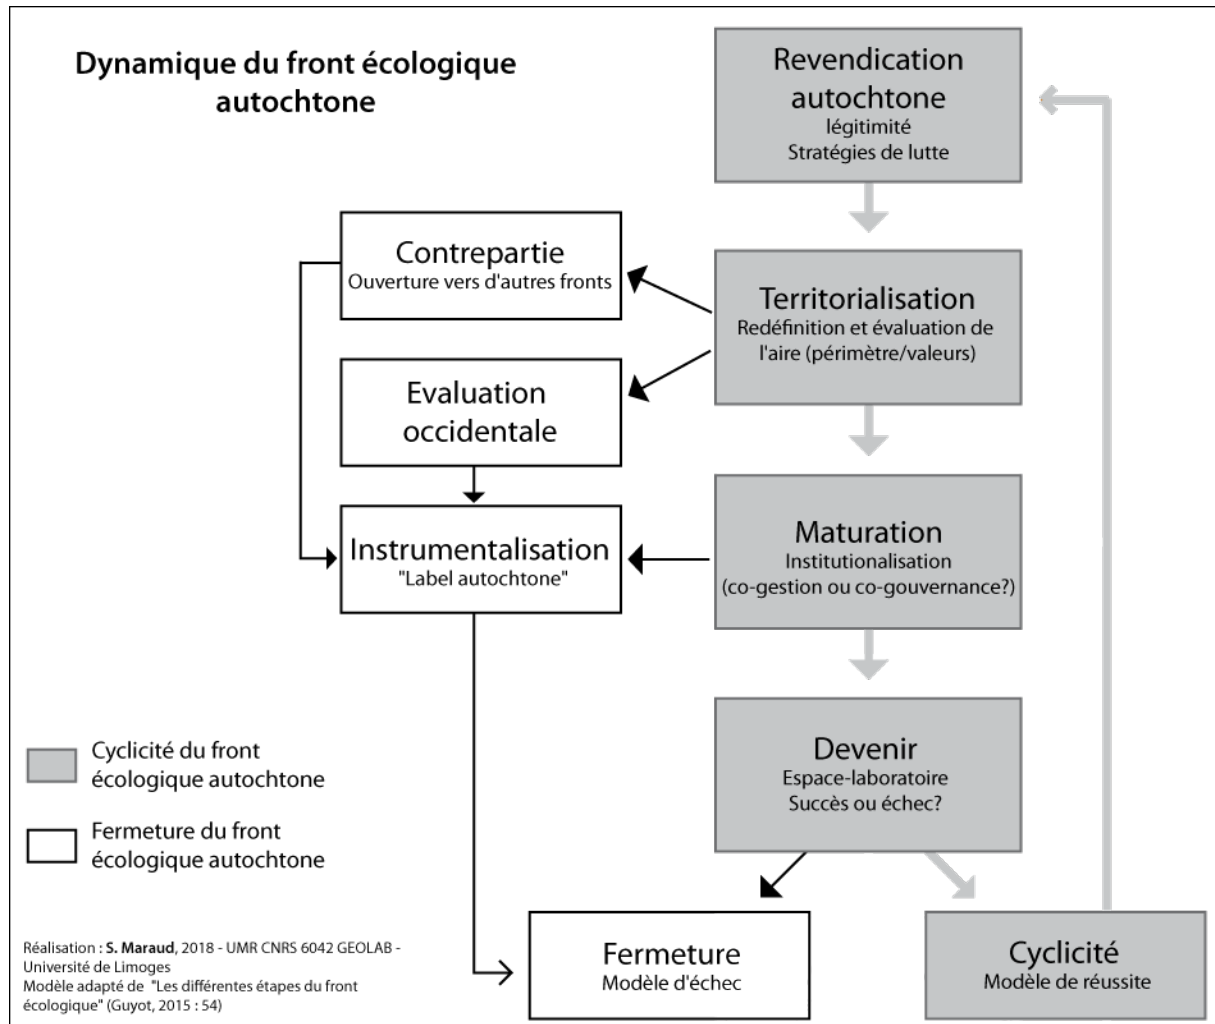 Dynamique du front écologique
autochtone
Revendication
autochtone
légitimité
Stratégies de lutte
Contrepartie
Ouverture vers d'autres fronts
Territorialisation
Redéfinition et évaluation de
l'aire (périmètre/valeurs)
Evaluation
occidentale
Instrumentalisation
"Label autochtone"
Maturation
Institutionalisation
(co-gestion ou co-gouvernance?)
Devenir
Espace-laboratoire
Succès ou échec?
Cyclicité du front
écologique autochtone
Fermeture du front
écologique autochtone
Fermeture
Modèle d'échec
Cyclicité
Modèle de réussite
Réalisation : S. Maraud, 2018 - UMR CNRS 6042 GEOLAB -
Université de Limoges
Modèle adapté de "Les différentes étapes du front
écologique" (Guyot, 2015 : 54)